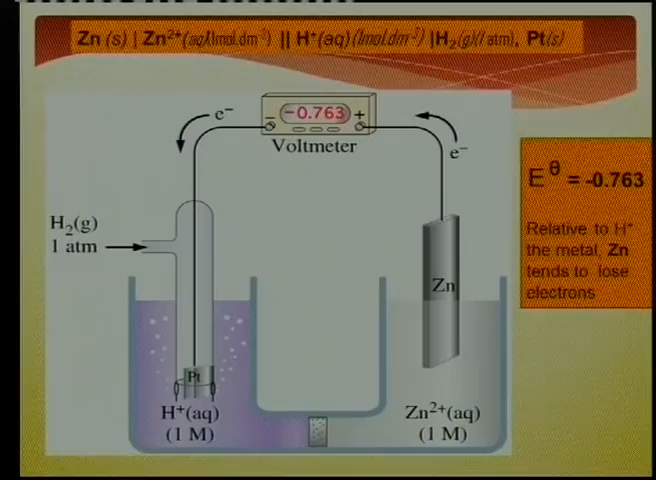 Zn (s) | Zn²⁺(aq)(1mol.dm⁻³) || H⁺(aq)(1mol.dm⁻³) |H₂(g)(1 atm), Pt(s)
e⁻
− -0.763 +
Voltmeter
e⁻
H₂(g)
1 atm
Zn
Pt
H⁺(aq)
(1 M)
Zn²⁺(aq)
(1 M)
E^θ = -0.763
Relative to H⁺
the metal, Zn
tends to lose
electrons